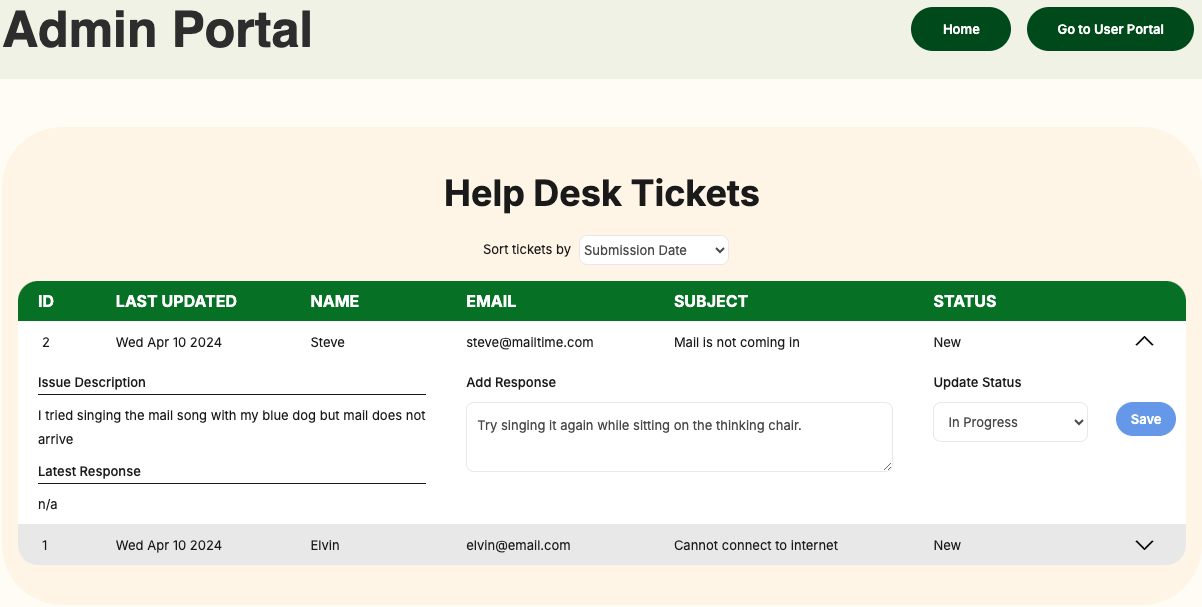 Admin Portal
Home
Go to User Portal
Help Desk Tickets
Sort tickets by Submission Date
ID LAST UPDATED NAME EMAIL SUBJECT STATUS
2 Wed Apr 10 2024 Steve steve@mailtime.com Mail is not coming in New
Issue Description Add Response Update Status
I tried singing the mail song with my blue dog but mail does not
arrive
Try singing it again while sitting on the thinking chair.
In Progress
Save
Latest Response
n/a
1 Wed Apr 10 2024 Elvin elvin@email.com Cannot connect to internet New